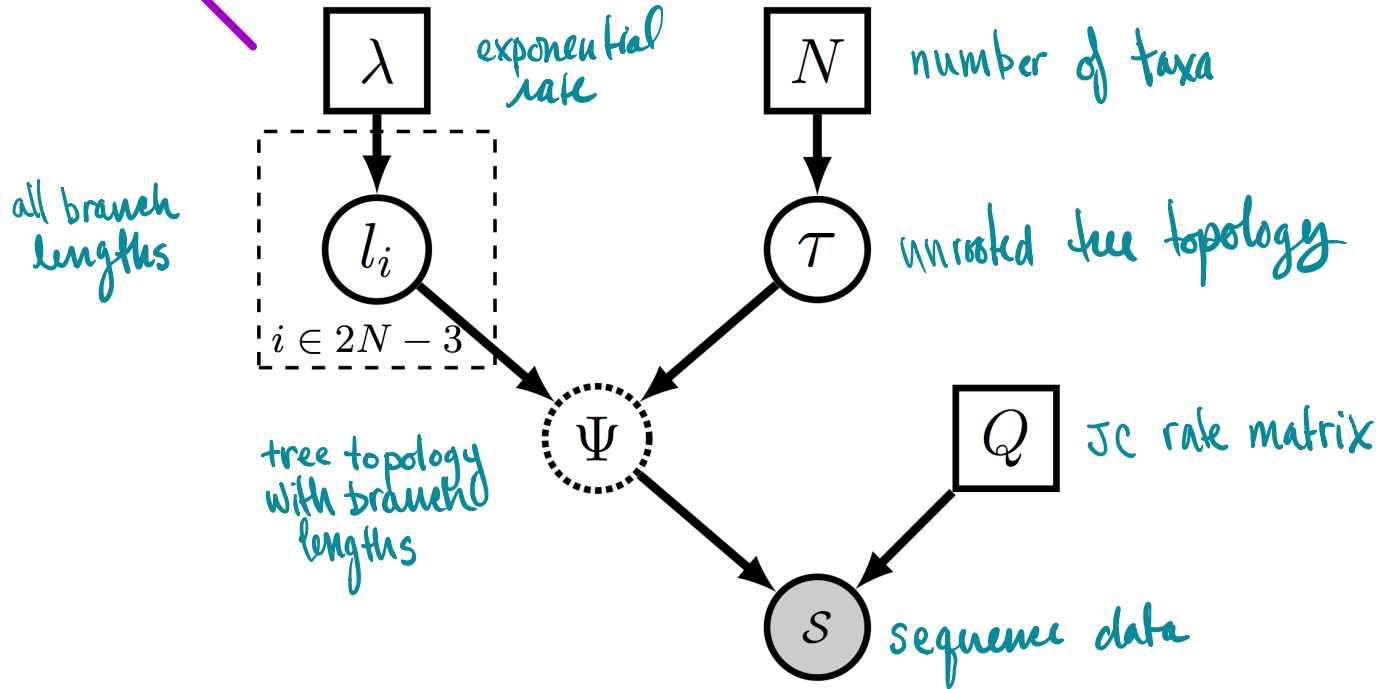 λ
exponential
rate
N
number of taxa
all branch
lengths
l_i
i ∈ 2N − 3
τ
unrooted tree topology
tree topology
with branch
lengths
Ψ
Q
JC rate matrix
S
sequence data